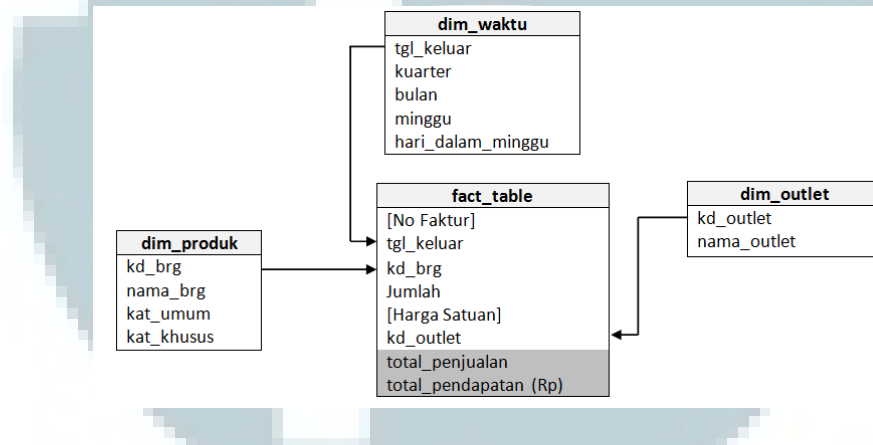 dim_waktu
tgl_keluar
kuarter
bulan
minggu
hari_dalam_minggu
fact_table
[No Faktur]
tgl_keluar
kd_brg
Jumlah
[Harga Satuan]
kd_outlet
total_penjualan
total_pendapatan (Rp)
dim_outlet
kd_outlet
nama_outlet
dim_produk
kd_brg
nama_brg
kat_umum
kat_khusus